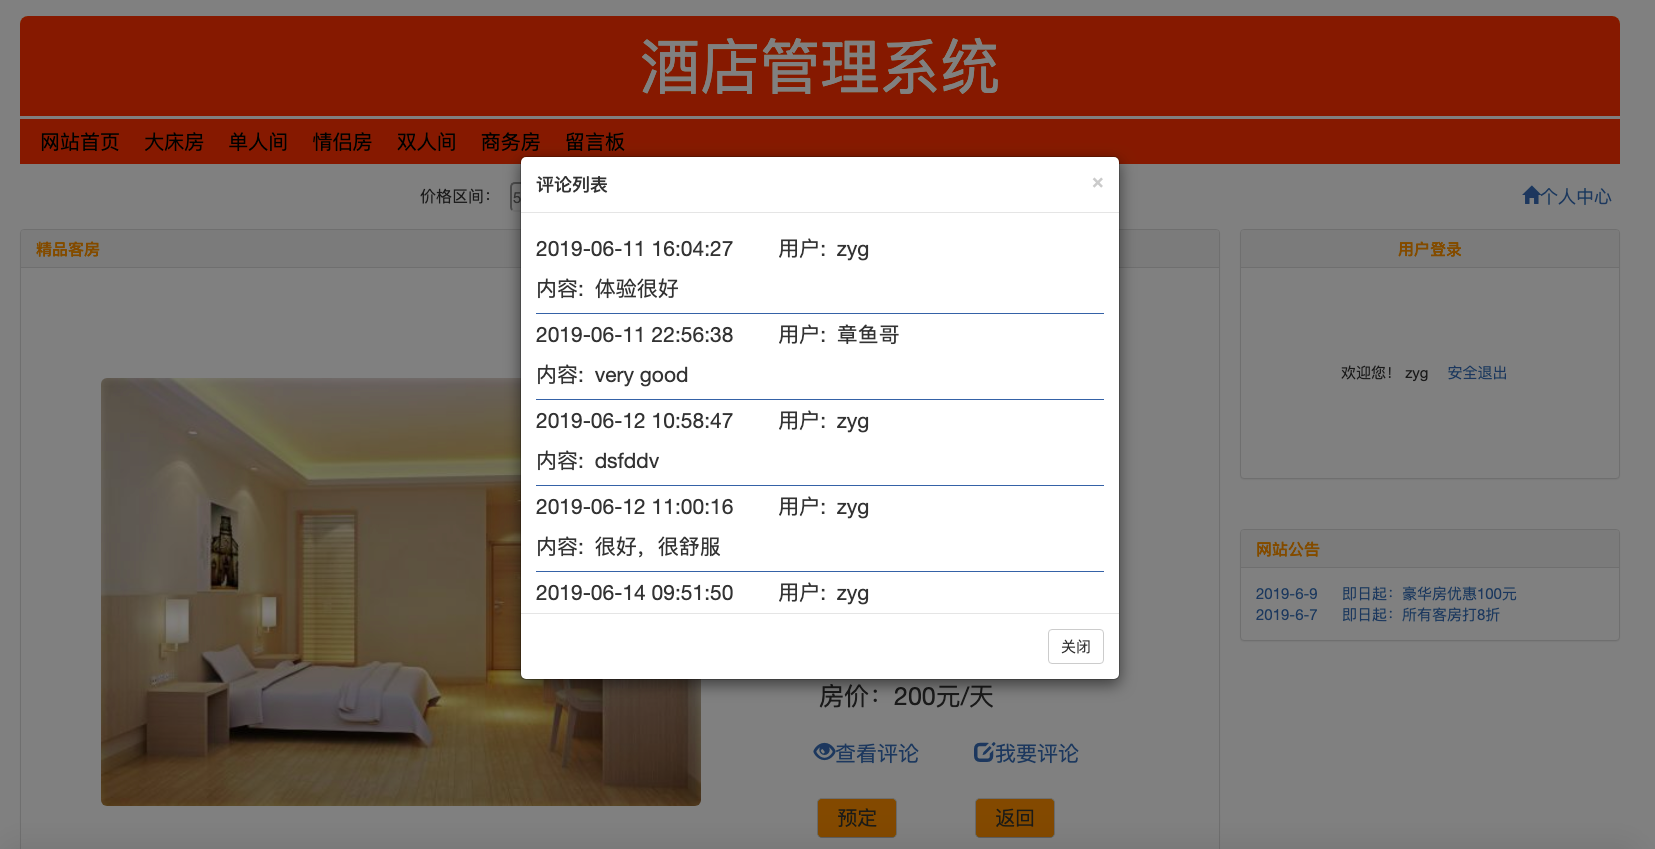 酒店管理系统
网站首页 大床房 单人间 情侣房 双人间 商务房 留言板
价格区间：
个人中心
精品客房
用户登录
评论列表
×
2019-06-11 16:04:27 用户: zyg
内容: 体验很好
2019-06-11 22:56:38 用户: 章鱼哥
内容: very good
2019-06-12 10:58:47 用户: zyg
内容: dsfddv
2019-06-12 11:00:16 用户: zyg
内容: 很好，很舒服
2019-06-14 09:51:50 用户: zyg
关闭
欢迎您！ zyg 安全退出
网站公告
2019-6-9 即日起：豪华房优惠100元
2019-6-7 即日起：所有客房打8折
房价：200元/天
查看评论 我要评论
预定 返回